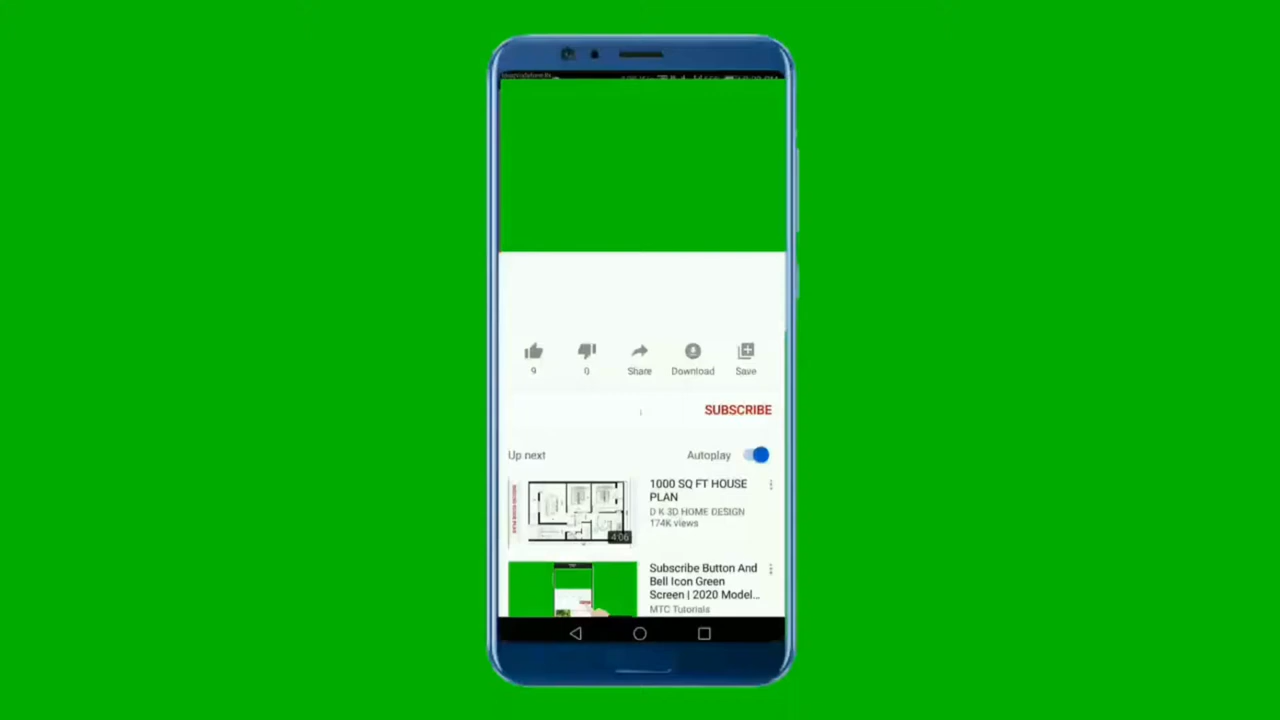 9
0
Share
Download
Save
SUBSCRIBE
Up next
Autoplay
1000 SQ FT HOUSE
PLAN
D K 3D HOME DESIGN
174K views
4:06
Subscribe Button And
Bell Icon Green
Screen | 2020 Model...
MTC Tutorials